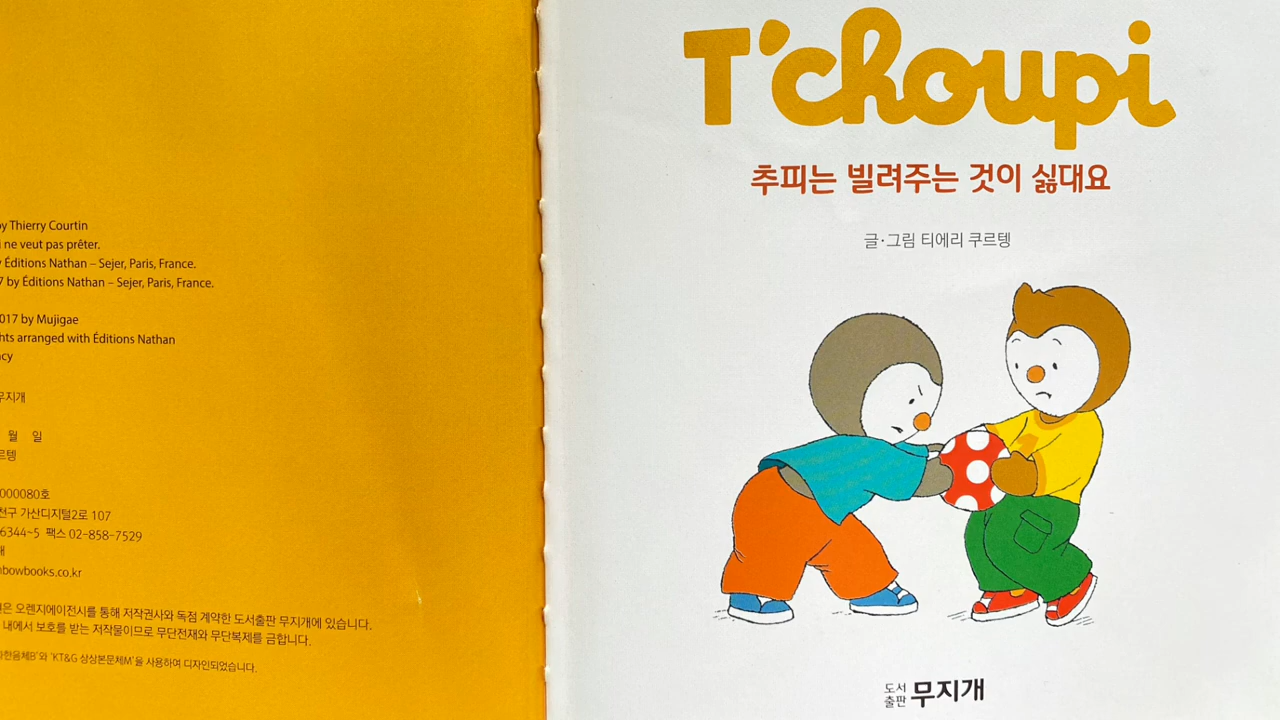 by Thierry Courtin
i ne veut pas prêter.
Éditions Nathan – Sejer, Paris, France.
7 by Éditions Nathan – Sejer, Paris, France.
017 by Mujigae
hts arranged with Éditions Nathan
ncy
무지개
월 일
르텡
000080호
천구 가산디지털2로 107
6344~5 팩스 02-858-7529
개
nbowbooks.co.kr
은 오렌지에이전시를 통해 저작권사와 독점 계약한 도서출판 무지개에 있습니다.
내에서 보호를 받는 저작물이므로 무단전재와 무단복제를 금합니다.
한음체B'와 'KT&G 상상본문체M'을 사용하여 디자인되었습니다.
T'choupi
추피는 빌려주는 것이 싫대요
글·그림 티에리 쿠르텡
도서출판 무지개